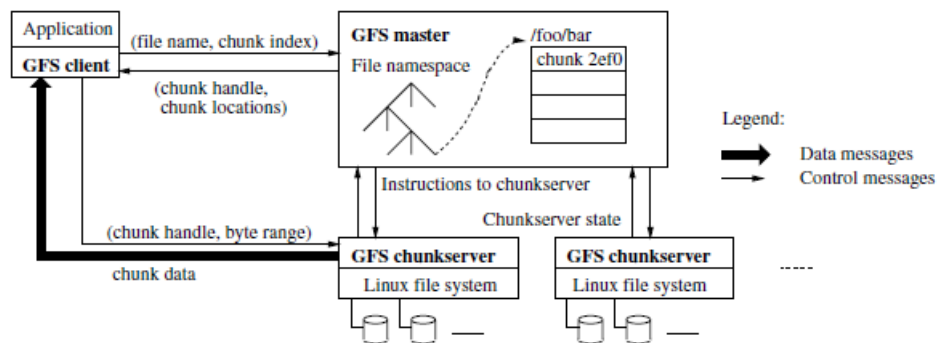 Application
GFS client
(file name, chunk index)
(chunk handle,
chunk locations)
GFS master
File namespace
/foo/bar
chunk 2ef0
Legend:
Data messages
Control messages
Instructions to chunkserver
Chunkserver state
(chunk handle, byte range)
chunk data
GFS chunkserver
Linux file system
GFS chunkserver
Linux file system